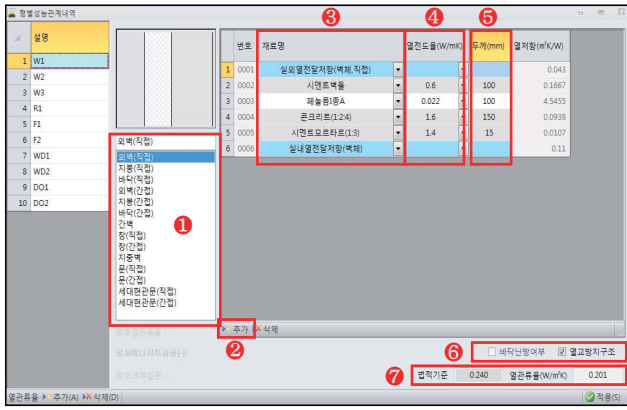 형별성능관계내역
설명
1 W1
2 W2
3 W3
4 R1
5 F1
6 F2
7 WD1
8 WD2
9 DO1
10 DO2
외벽(직접)
외벽(직접)
지붕(직접)
바닥(직접)
외벽(간접)
지붕(간접)
바닥(간접)
간벽
창(직접)
창(간접)
지중벽
문(직접)
문(간접)
세대현관문(직접)
세대현관문(간접)
1
2
3
4
5
번호 재료명 열전도율(W/mK) 두께(mm) 열저항(m²K/W)
1 0001 실외열전달저항(벽체,직접) 0.043
2 0002 시멘트벽돌 0.6 100 0.1667
3 0003 페놀폼I종A 0.022 100 4.5455
4 0004 콘크리트(1:2:4) 1.6 150 0.0938
5 0005 시멘트모르타르(1:3) 1.4 15 0.0107
6 0006 실내열전달저항(벽체) 0.11
추가 삭제
6
바닥난방여부 열교방지구조
7
법적기준 0.240 열관류율(W/m²K) 0.201
열관류율 추가(A) 삭제(D) 적용(S)